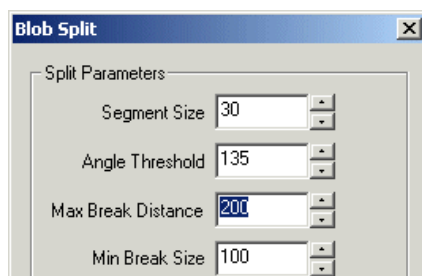 Blob Split
Split Parameters
Segment Size 30
Angle Threshold 135
Max Break Distance 200
Min Break Size 100